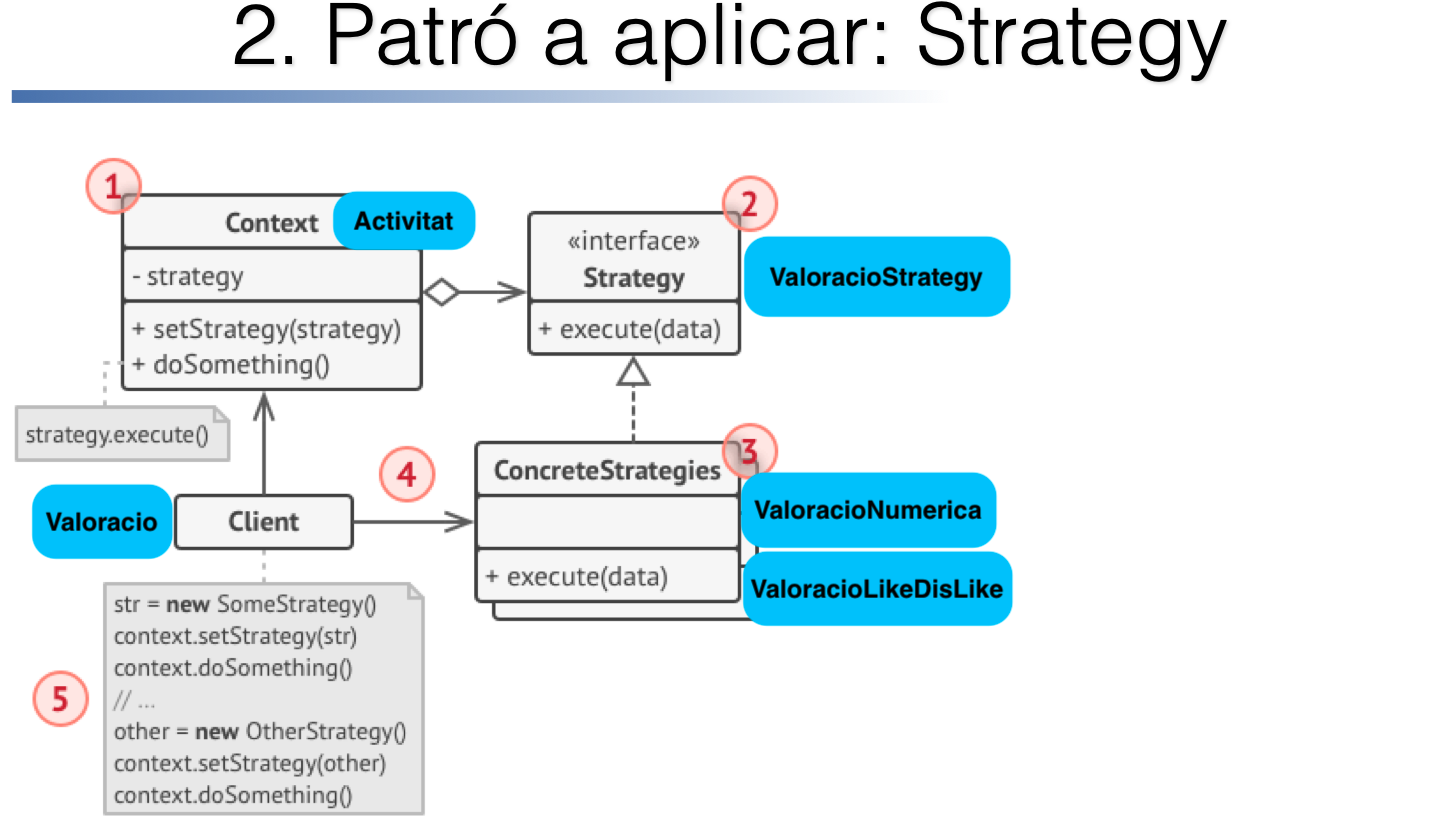 2. Patró a aplicar: Strategy
1
Context
Activitat
- strategy
+ setStrategy(strategy)
+ doSomething()
strategy.execute()
2
«interface»
Strategy
ValoracioStrategy
+ execute(data)
3
ConcreteStrategies
ValoracioNumerica
+ execute(data)
ValoracioLikeDisLike
4
Valoracio
Client
5
str = new SomeStrategy()
context.setStrategy(str)
context.doSomething()
// ...
other = new OtherStrategy()
context.setStrategy(other)
context.doSomething()